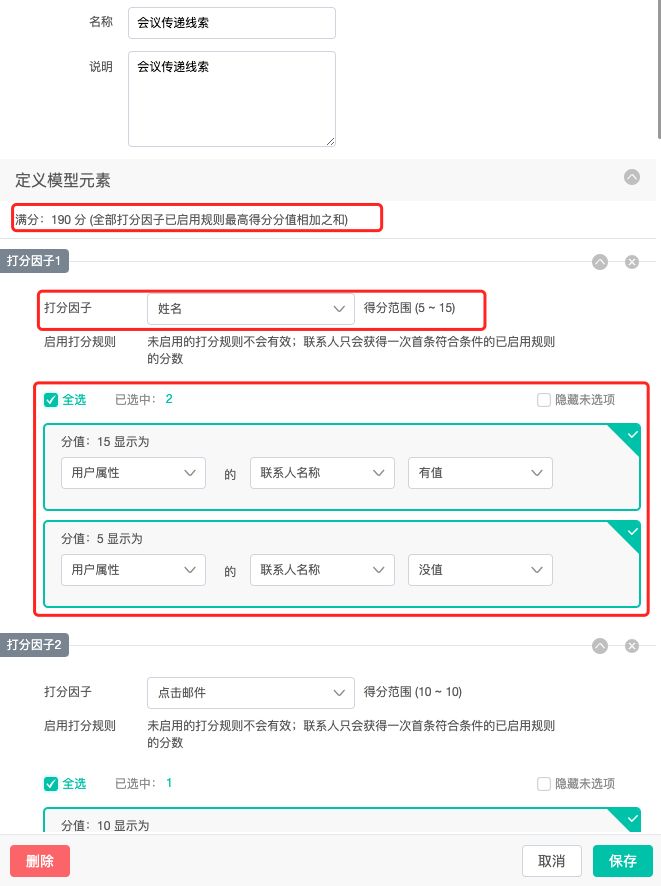 名称 会议传递线索
说明 会议传递线索
定义模型元素
满分：190 分 (全部打分因子已启用规则最高得分分值相加之和)
打分因子1
打分因子 姓名 得分范围 (5 ~ 15)
启用打分规则 未启用的打分规则不会有效；联系人只会获得一次首条符合条件的已启用规则
的分数
全选 已选中： 2 隐藏未选项
分值：15 显示为
用户属性 的 联系人名称 有值
分值：5 显示为
用户属性 的 联系人名称 没值
打分因子2
打分因子 点击邮件 得分范围 (10 ~ 10)
启用打分规则 未启用的打分规则不会有效；联系人只会获得一次首条符合条件的已启用规则
的分数
全选 已选中： 1 隐藏未选项
分值：10 显示为
删除 取消 保存